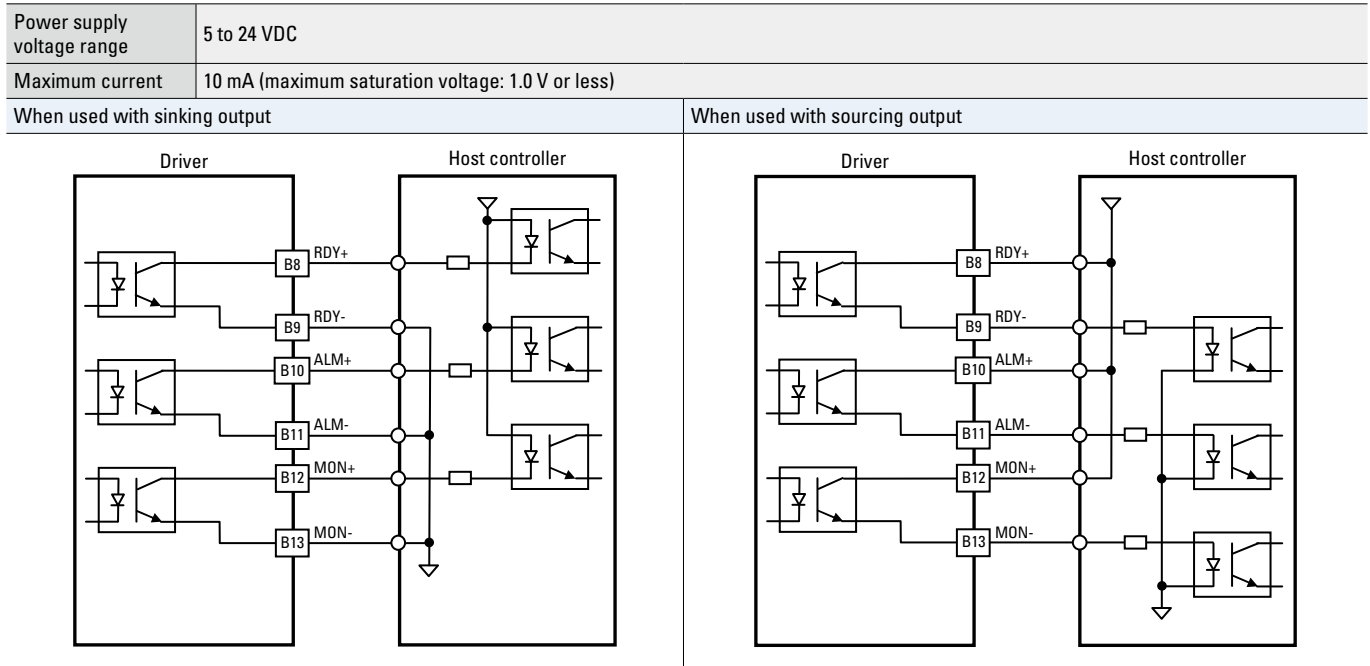 Power supply
voltage range
5 to 24 VDC
Maximum current
10 mA (maximum saturation voltage: 1.0 V or less)
When used with sinking output
When used with sourcing output
Driver
Host controller
B8 RDY+
B9 RDY-
B10 ALM+
B11 ALM-
B12 MON+
B13 MON-
Driver
Host controller
B8 RDY+
B9 RDY-
B10 ALM+
B11 ALM-
B12 MON+
B13 MON-